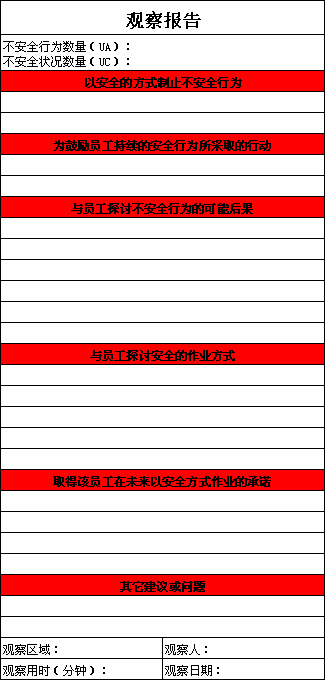 观察报告
不安全行为数量（UA）：
不安全状况数量（UC）：
以安全的方式制止不安全行为
为鼓励员工持续的安全行为所采取的行动
与员工探讨不安全行为的可能后果
与员工探讨安全的作业方式
取得该员工在未来以安全方式作业的承诺
其它建议或问题
观察区域：
观察人：
观察用时（分钟）：
观察日期：